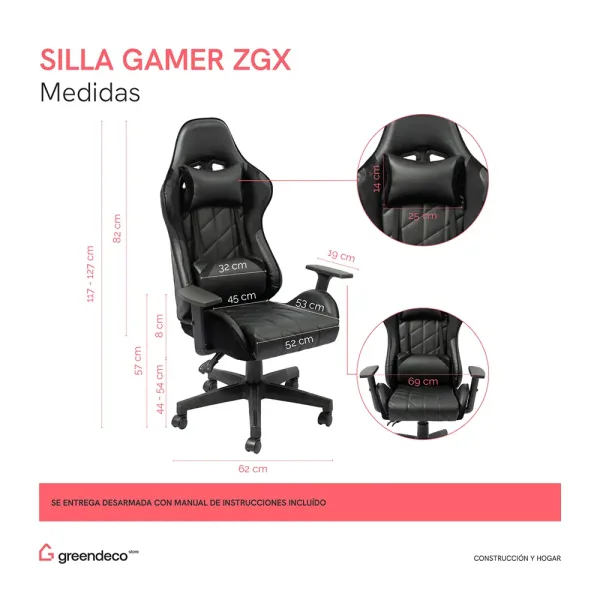 SILLA GAMER ZGX
Medidas
117 - 127 cm
82 cm
14 cm
25 cm
19 cm
32 cm
45 cm
53 cm
52 cm
57 cm
8 cm
44 - 54 cm
69 cm
62 cm
SE ENTREGA DESARMADA CON MANUAL DE INSTRUCCIONES INCLUÍDO
greendeco store
CONSTRUCCIÓN Y HOGAR